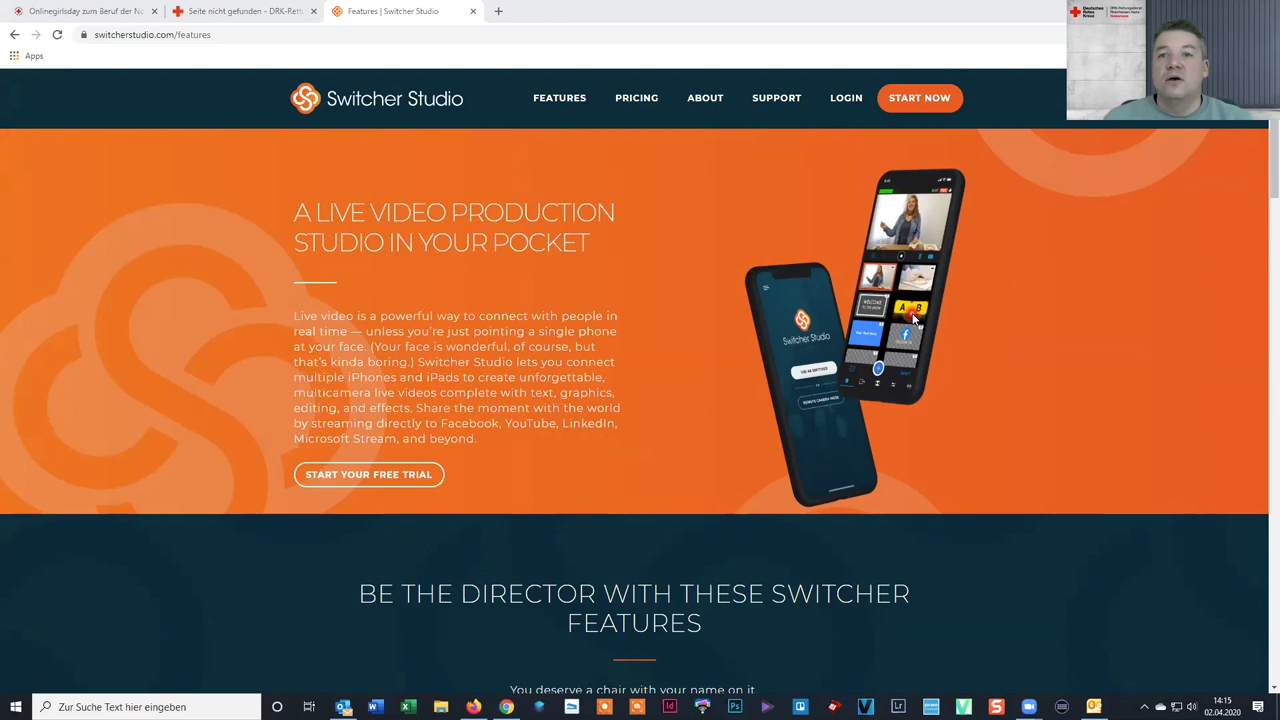 Onlinegirlsday zum Beruf der No
Seite nicht gefunden - DRK-Rett
Features | Switcher Studio
switcherstudio.com/features
Apps
Deutsches
Rotes
Kreuz
Switcher Studio
FEATURES
PRICING
ABOUT
SUPPORT
LOGIN
START NOW
A LIVE VIDEO PRODUCTION
STUDIO IN YOUR POCKET
Live video is a powerful way to connect with people in
real time — unless you're just pointing a single phone
at your face. (Your face is wonderful, of course, but
that's kinda boring.) Switcher Studio lets you connect
multiple iPhones and iPads to create unforgettable,
multicamera live videos complete with text, graphics,
editing, and effects. Share the moment with the world
by streaming directly to Facebook, YouTube, LinkedIn,
Microsoft Stream, and beyond.
START YOUR FREE TRIAL
WELCOME
Switcher Studio
BE THE DIRECTOR WITH THESE SWITCHER
FEATURES
You deserve a chair with your name on it.
Zur Suche Text hier eingeben
14:15
02.04.2020